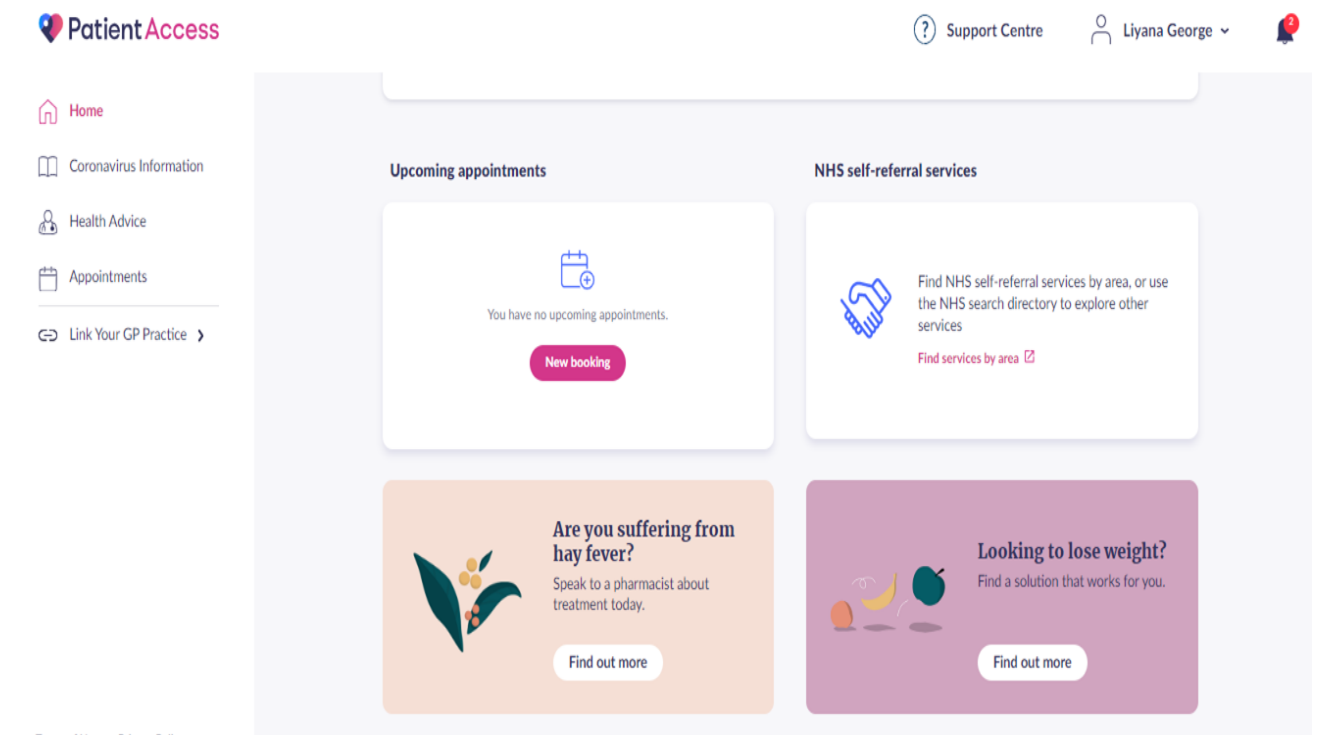 Patient Access
Support Centre
Liyana George
2
Home
Coronavirus Information
Health Advice
Appointments
Link Your GP Practice
Upcoming appointments
You have no upcoming appointments.
New booking
NHS self-referral services
Find NHS self-referral services by area, or use
the NHS search directory to explore other
services
Find services by area
Are you suffering from
hay fever?
Speak to a pharmacist about
treatment today.
Find out more
Looking to lose weight?
Find a solution that works for you.
Find out more